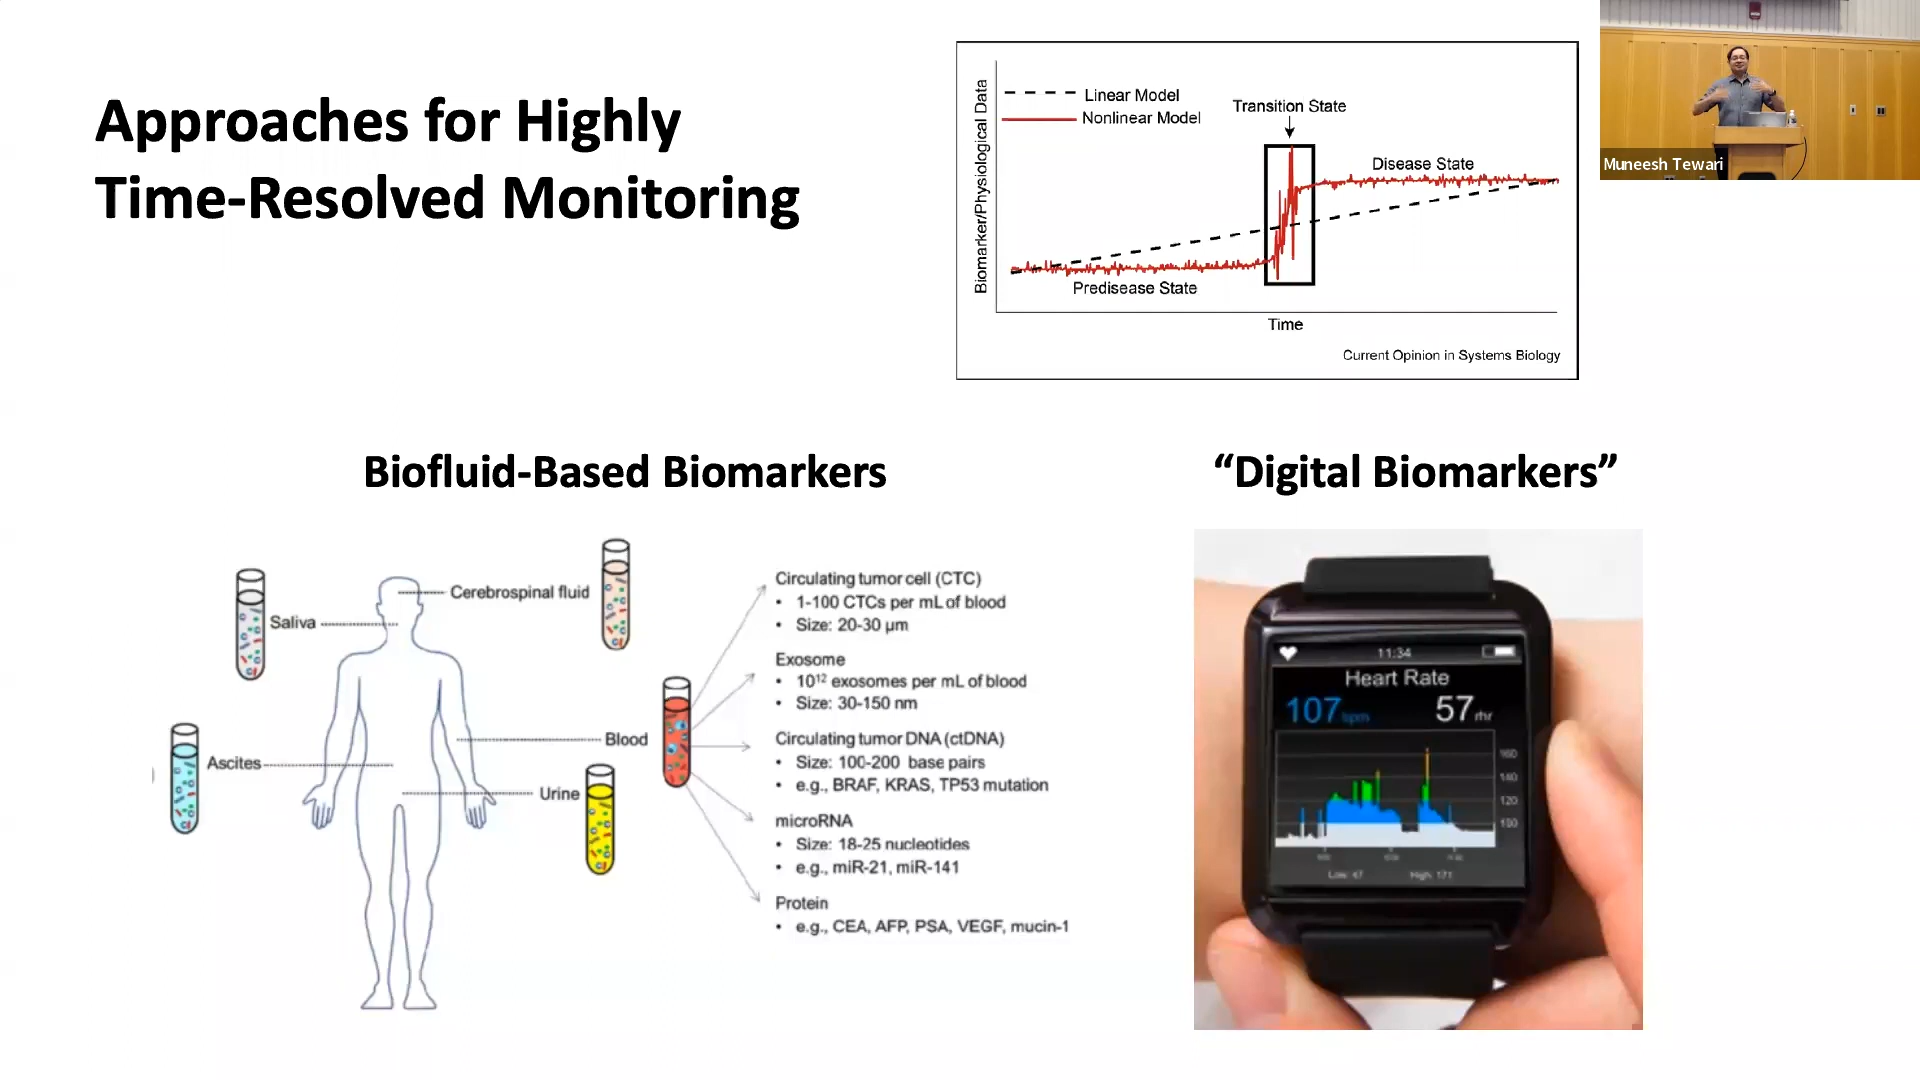 Approaches for Highly
Time-Resolved Monitoring
Biomarker/Physiological Data
Linear Model
Nonlinear Model
Transition State
Disease State
Predisease State
Time
Current Opinion in Systems Biology
Muneesh Tewari
Biofluid-Based Biomarkers
Saliva
Cerebrospinal fluid
Ascites
Blood
Urine
Circulating tumor cell (CTC)
• 1-100 CTCs per mL of blood
• Size: 20-30 µm
Exosome
• 10¹² exosomes per mL of blood
• Size: 30-150 nm
Circulating tumor DNA (ctDNA)
• Size: 100-200 base pairs
• e.g., BRAF, KRAS, TP53 mutation
microRNA
• Size: 18-25 nucleotides
• e.g., miR-21, miR-141
Protein
• e.g., CEA, AFP, PSA, VEGF, mucin-1
“Digital Biomarkers”
11:34
Heart Rate
107 bpm 57 rhr
160
140
120
100
Low: 47 High: 171